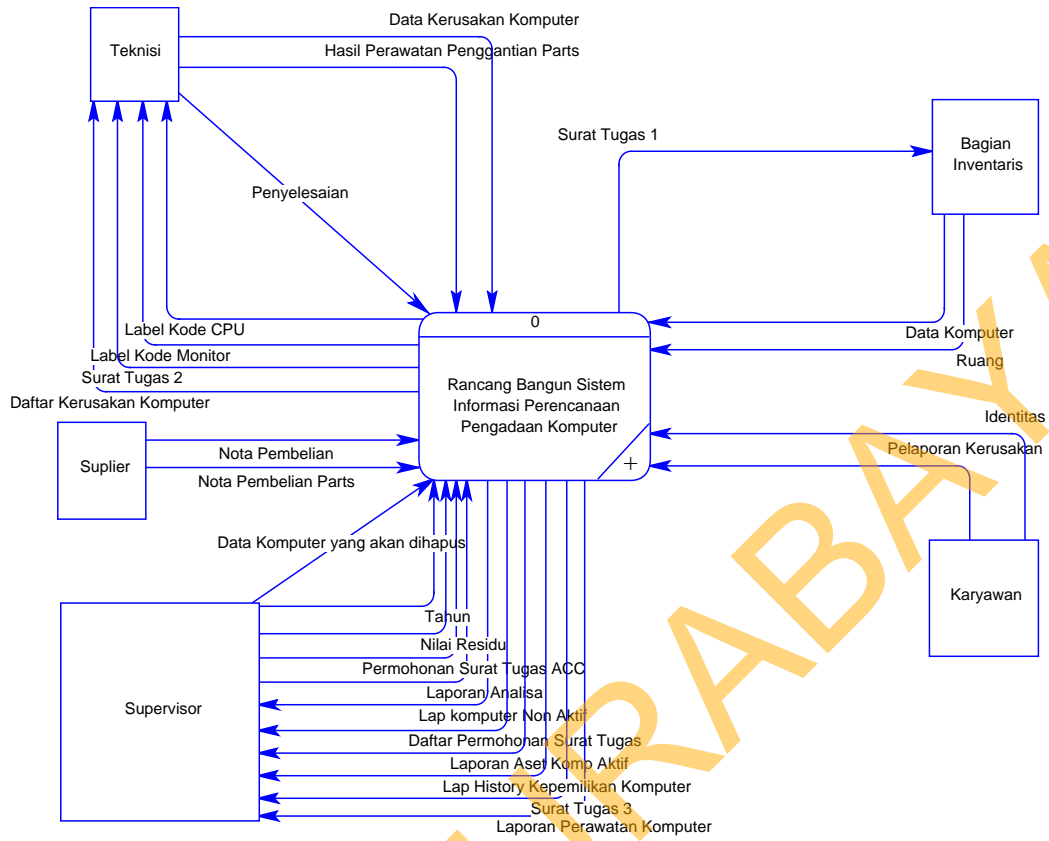 Data Kerusakan Komputer
Teknisi
Hasil Perawatan Penggantian Parts
Surat Tugas 1
Bagian
Inventaris
Penyelesaian
0
Label Kode CPU
Data Komputer
Label Kode Monitor
Ruang
Surat Tugas 2
Rancang Bangun Sistem
Informasi Perencanaan
Pengadaan Komputer
Daftar Kerusakan Komputer
Identitas
Nota Pembelian
Pelaporan Kerusakan
Suplier
+
Nota Pembelian Parts
Data Komputer yang akan dihapus
Karyawan
Tahun
Nilai Residu
Permohonan Surat Tugas ACC
Laporan Analisa
Supervisor
Lap komputer Non Aktif
Daftar Permohonan Surat Tugas
Laporan Aset Komp Aktif
Lap History Kepemilikan Komputer
Surat Tugas 3
Laporan Perawatan Komputer
URABAYA